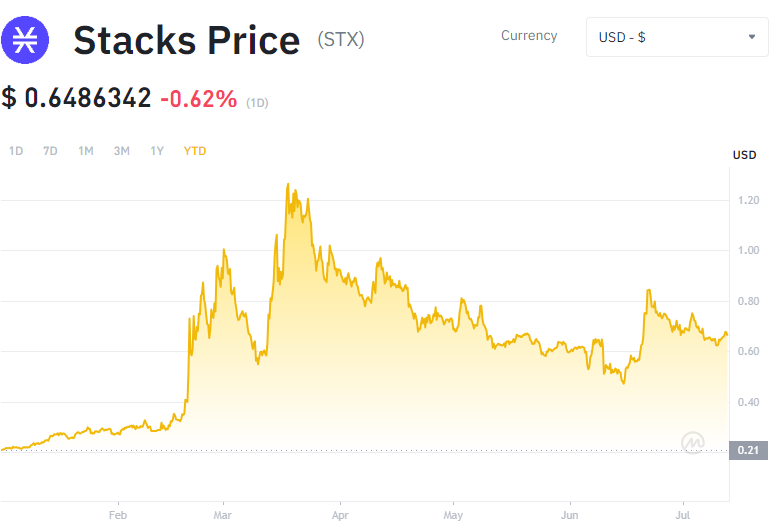 Stacks Price (STX)
Currency
USD - $
$ 0.6486342 -0.62% (1D)
1D 7D 1M 3M 1Y YTD
USD
1.20
1.00
0.80
0.60
0.40
0.21
Feb Mar Apr May Jun Jul